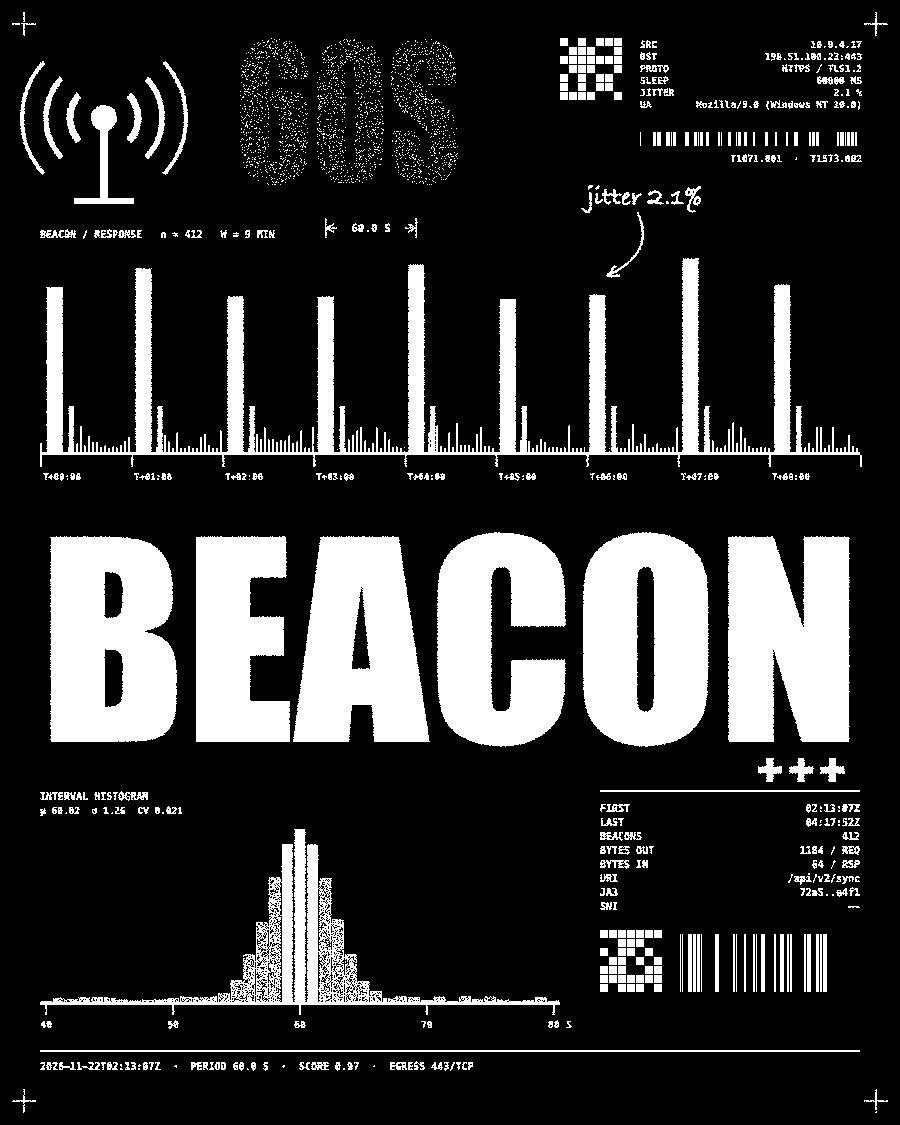 60S
SRC 10.0.4.17
DST 198.51.100.23:443
PROTO HTTPS / TLS1.2
SLEEP 60000 MS
JITTER 2.1 %
UA Mozilla/5.0 (Windows NT 10.0)
T1071.001 · T1573.002
jitter 2.1%
BEACON / RESPONSE n = 412 W = 9 MIN
60.0 S
T+00:00 T+01:00 T+02:00 T+03:00 T+04:00 T+05:00 T+06:00 T+07:00 T+08:00
BEACON
+++
INTERVAL HISTOGRAM
μ 60.02 σ 1.26 CV 0.021
40 50 60 70 80 S
FIRST 02:13:07Z
LAST 04:17:52Z
BEACONS 412
BYTES OUT 1184 / REQ
BYTES IN 64 / RSP
URI /api/v2/sync
JA3 72a5..e4f1
SNI —
2026-11-22T02:13:07Z · PERIOD 60.0 S · SCORE 0.97 · EGRESS 443/TCP